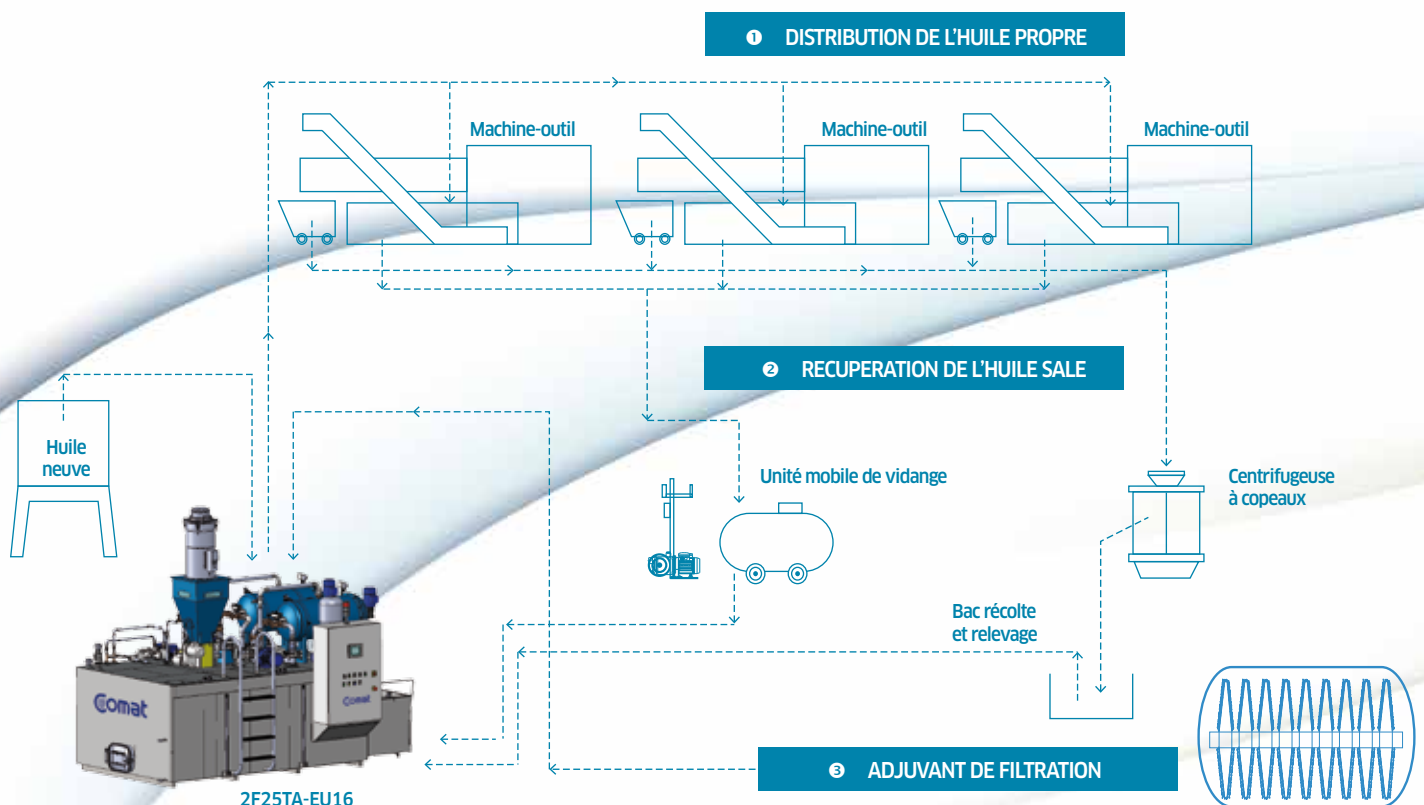 ❶ DISTRIBUTION DE L'HUILE PROPRE
Machine-outil
Machine-outil
Machine-outil
❷ RECUPERATION DE L'HUILE SALE
Huile
neuve
Unité mobile de vidange
Centrifugeuse
à copeaux
Bac récolte
et relevage
Comat
Comat
❸ ADJUVANT DE FILTRATION
2F25TA-EU16